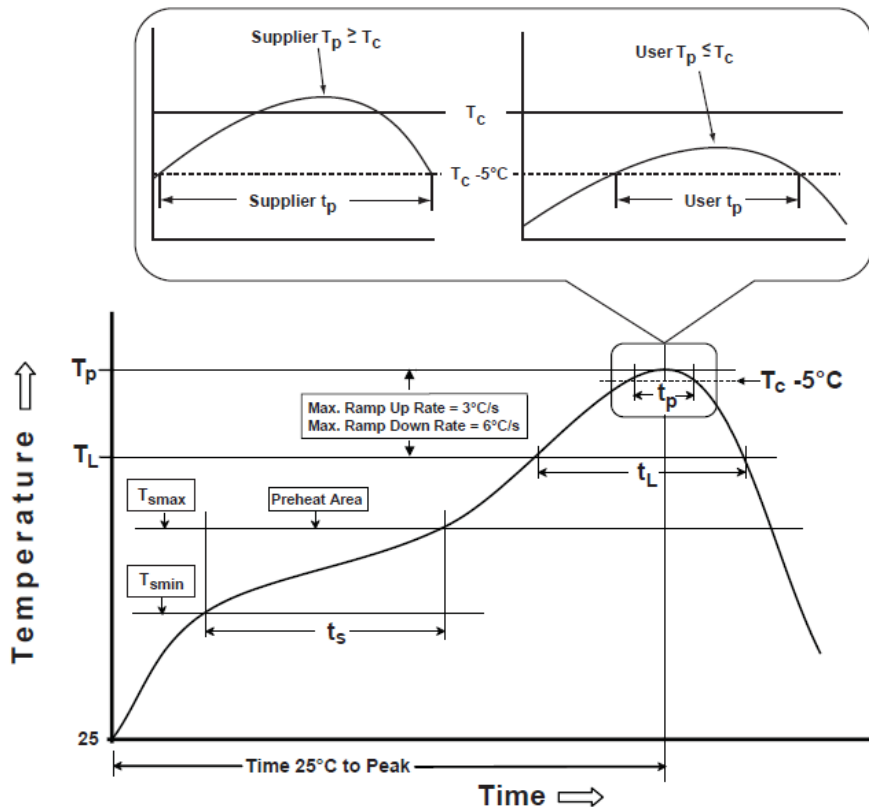 Supplier Tp ≥ Tc
User Tp ≤ Tc
Tc
Tc -5°C
Supplier tp
User tp
Tp
Tc -5°C
tp
Max. Ramp Up Rate = 3°C/s
Max. Ramp Down Rate = 6°C/s
TL
tL
Tsmax
Preheat Area
Tsmin
ts
Temperature
25
Time 25°C to Peak
Time